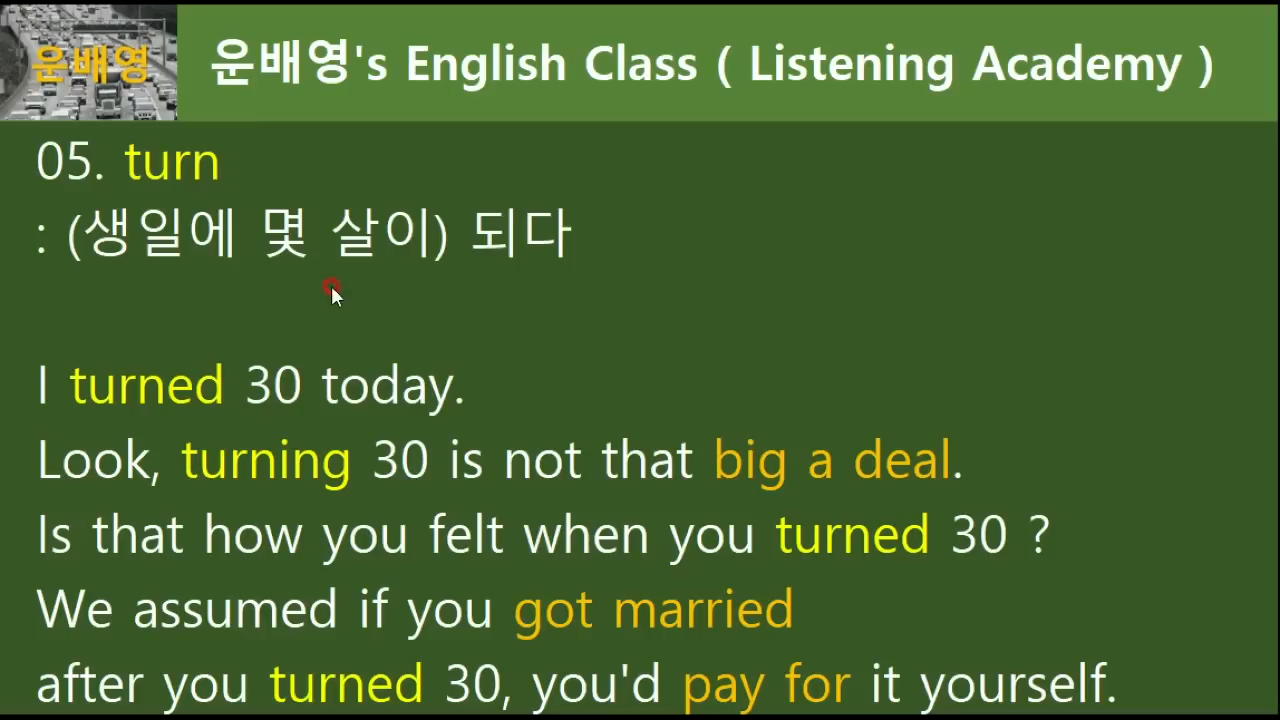 운배영
운배영's English Class ( Listening Academy )
05. turn
: (생일에 몇 살이) 되다
I turned 30 today.
Look, turning 30 is not that big a deal.
Is that how you felt when you turned 30 ?
We assumed if you got married
after you turned 30, you'd pay for it yourself.